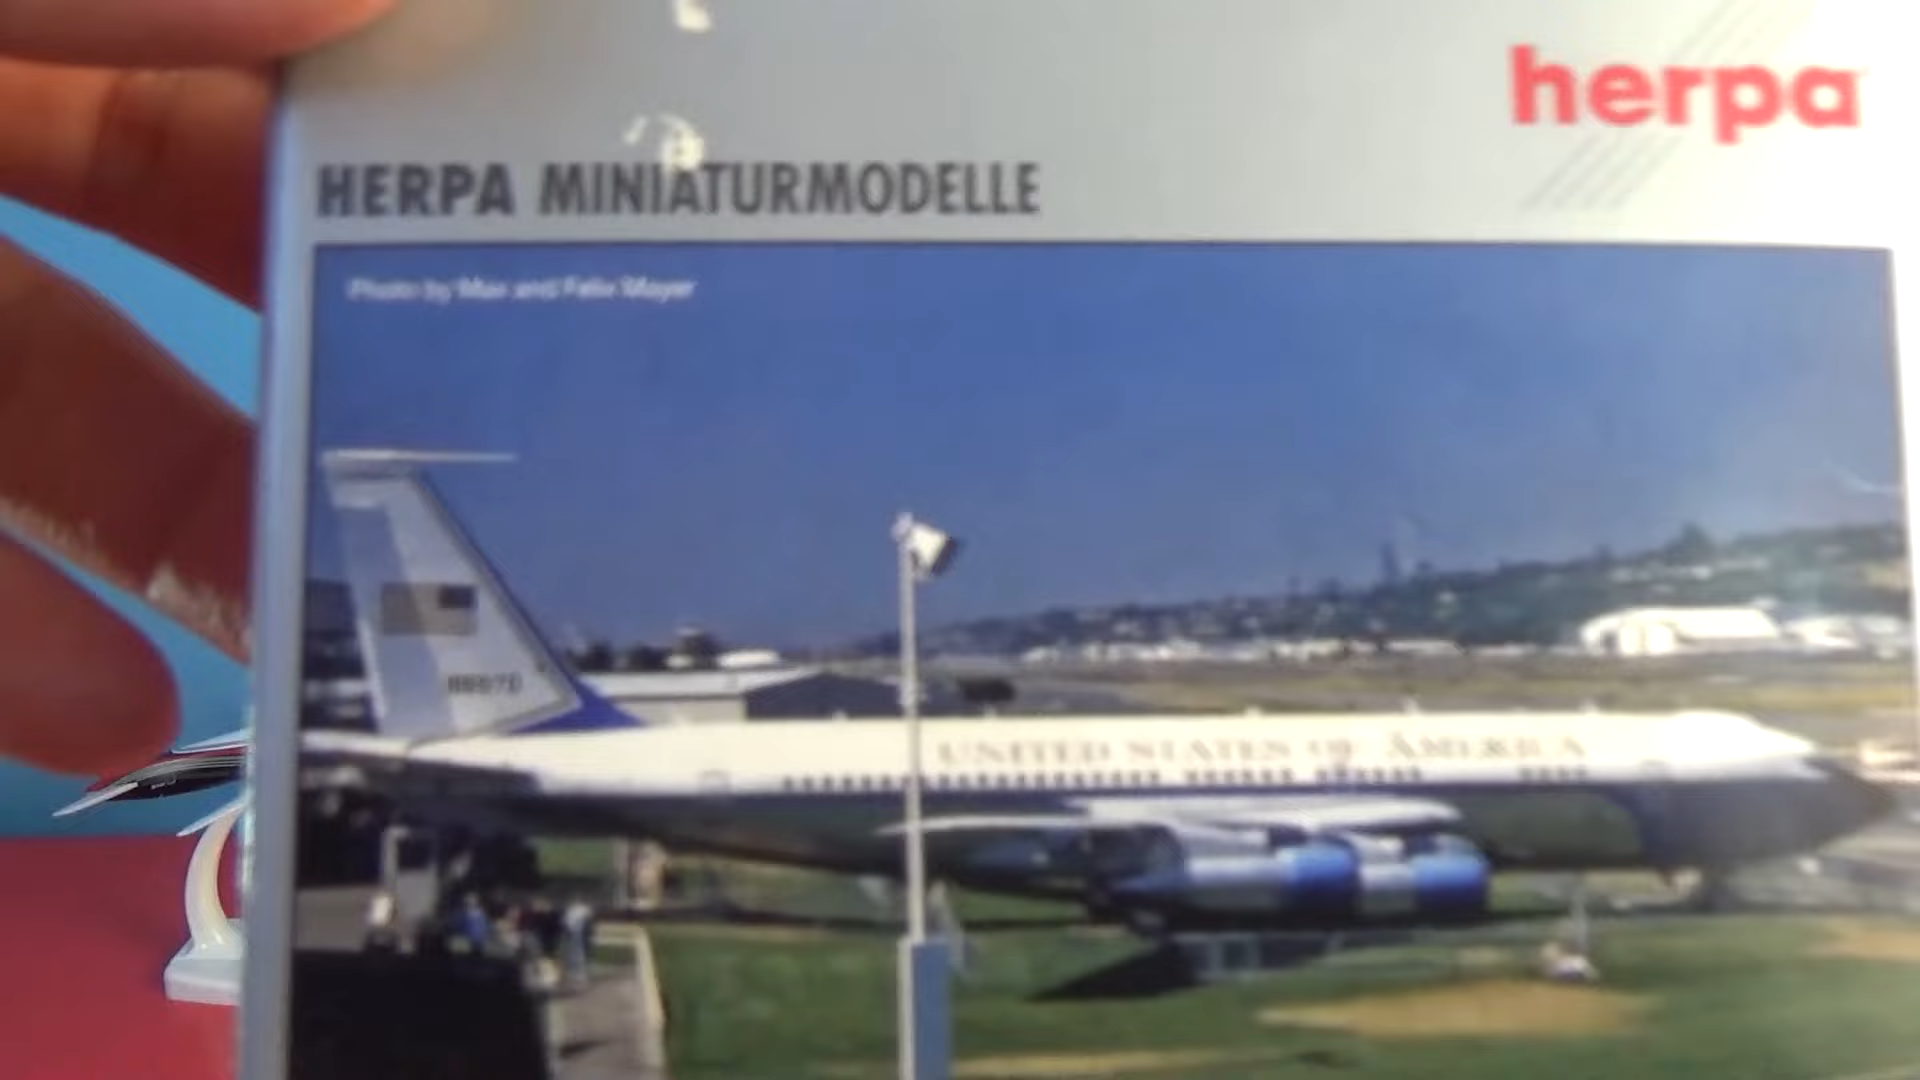 herpa
HERPA MINIATURMODELLE
Photo by Max and Felix Mayer
UNITED STATES OF AMERICA